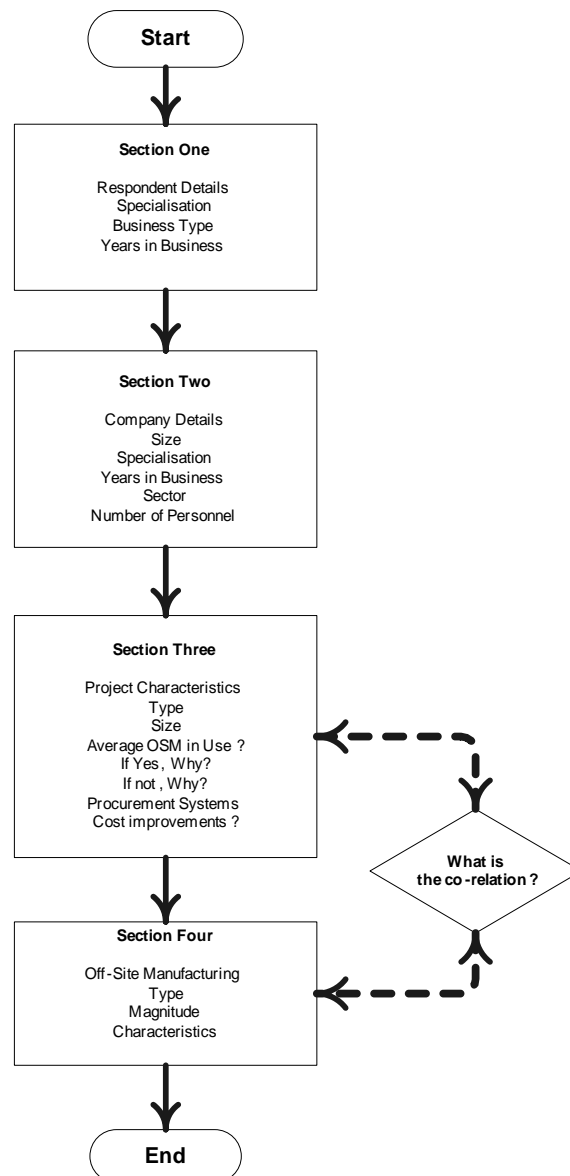 Start
Section One
Respondent Details
Specialisation
Business Type
Years in Business
Section Two
Company Details
Size
Specialisation
Years in Business
Sector
Number of Personnel
Section Three
Project Characteristics
Type
Size
Average OSM in Use ?
If Yes , Why?
If not , Why?
Procurement Systems
Cost improvements ?
What is
the co -relation ?
Section Four
Off-Site Manufacturing
Type
Magnitude
Characteristics
End